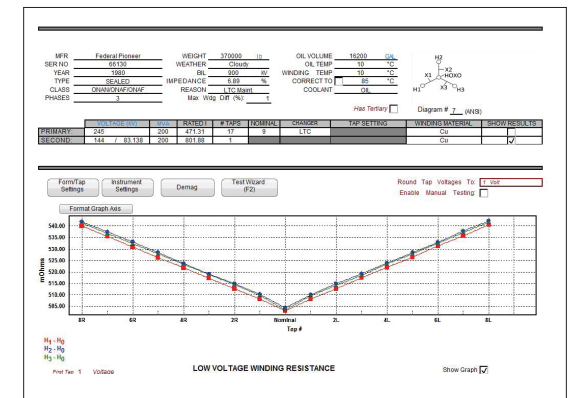 MFR Federal Pioneer WEIGHT 370000 lb OIL VOLUME 16200 GAL
SER NO 66130 WEATHER Cloudy OIL TEMP 10 °C
YEAR 1980 BIL 900 kV WINDING TEMP 10 °C
TYPE SEALED IMPEDANCE 6.89 % CORRECT TO 85 °C
CLASS ONAN/ONAF/ONAF REASON LTC Maint. COOLANT OIL
PHASES 3 Max Wdg Diff (%): 1
H2
X2
X1 HOXO
X3
H1 H3
Has Tertiary Diagram # 7 (ANSI)
VOLTAGE (kV) MVA RATED I # TAPS NOMINAL CHANGER TAP SETTING WINDING MATERIAL SHOW RESULTS
PRIMARY 245 200 471.31 17 9 LTC Cu
SECOND 144 / 83.138 200 801.88 1 Cu
Form/Tap Settings
Instrument Settings
Demag
Test Wizard (F2)
Round Tap Voltages To: 1 Volt
Enable Manual Testing:
Format Graph Axis
mOhms
540.00
535.00
530.00
525.00
520.00
515.00
510.00
505.00
8R 6R 4R 2R Nominal 2L 4L 6L 8L
Tap #
H1 - H0
H2 - H0
H3 - H0
First Tap 1 Voltage
LOW VOLTAGE WINDING RESISTANCE
Show Graph